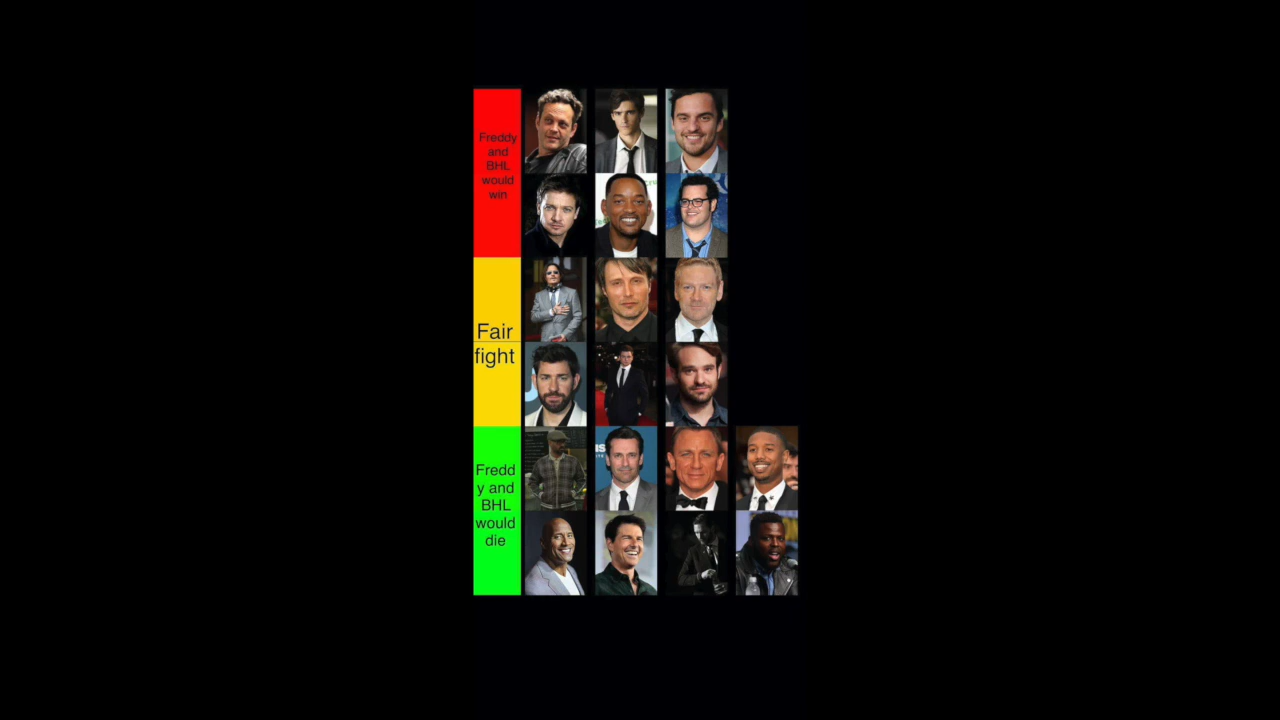 Freddy
and
BHL
would
win
Fair
fight
Fredd
y and
BHL
would
die